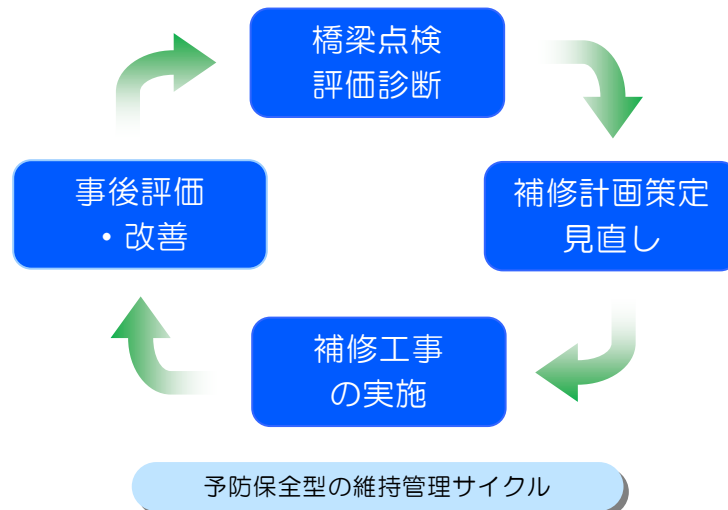 橋梁点検
評価診断
補修計画策定
見直し
補修工事
の実施
事後評価
・改善
予防保全型の維持管理サイクル